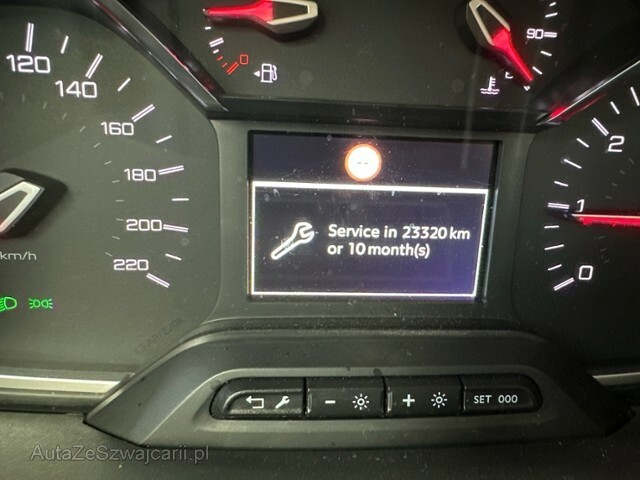 0
90
120
140
160
180
200
220
km/h
--
Service in 23320 km
or 10 month(s)
2
1
0
-
+
SET 000
AutaZeSzwajcarii.pl